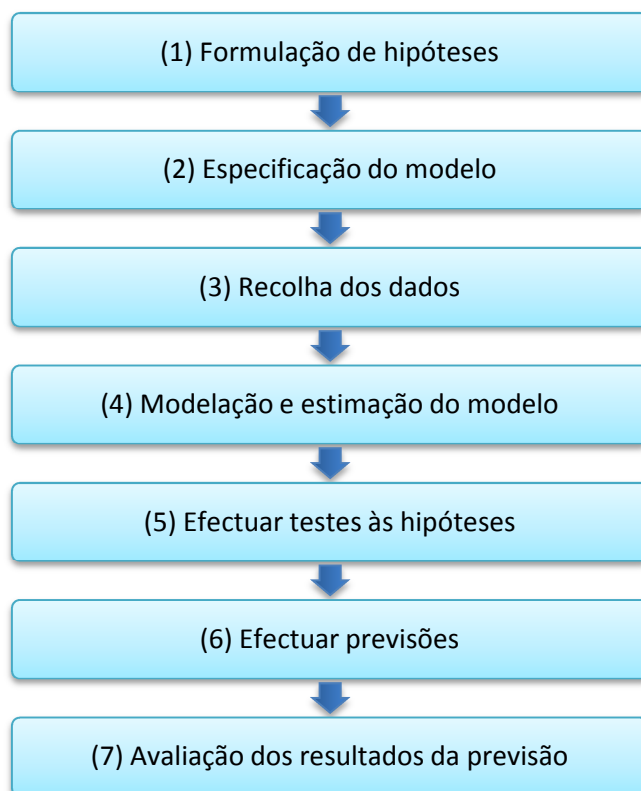 (1) Formulação de hipóteses
(2) Especificação do modelo
(3) Recolha dos dados
(4) Modelação e estimação do modelo
(5) Efectuar testes às hipóteses
(6) Efectuar previsões
(7) Avaliação dos resultados da previsão